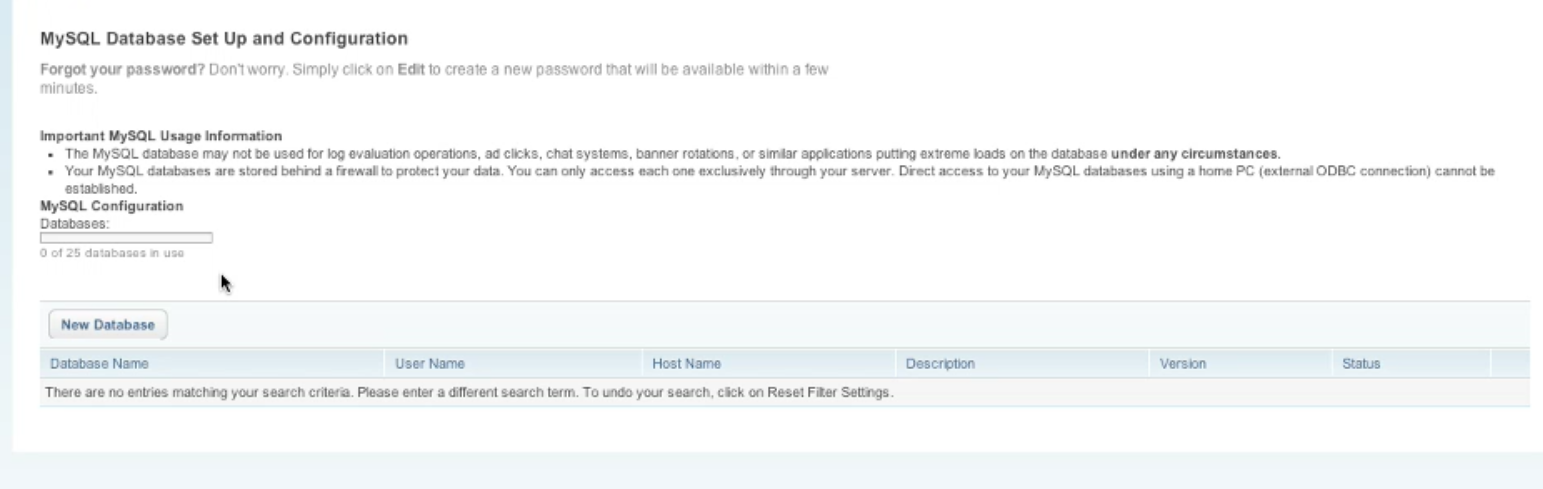 MySQL Database Set Up and Configuration
Forgot your password? Don't worry. Simply click on Edit to create a new password that will be available within a few
minutes.
Important MySQL Usage Information
▪ The MySQL database may not be used for log evaluation operations, ad clicks, chat systems, banner rotations, or similar applications putting extreme loads on the database under any circumstances.
▪ Your MySQL databases are stored behind a firewall to protect your data. You can only access each one exclusively through your server. Direct access to your MySQL databases using a home PC (external ODBC connection) cannot be
established.
MySQL Configuration
Databases:
0 of 25 databases in use
New Database
Database Name User Name Host Name Description Version Status
There are no entries matching your search criteria. Please enter a different search term. To undo your search, click on Reset Filter Settings.